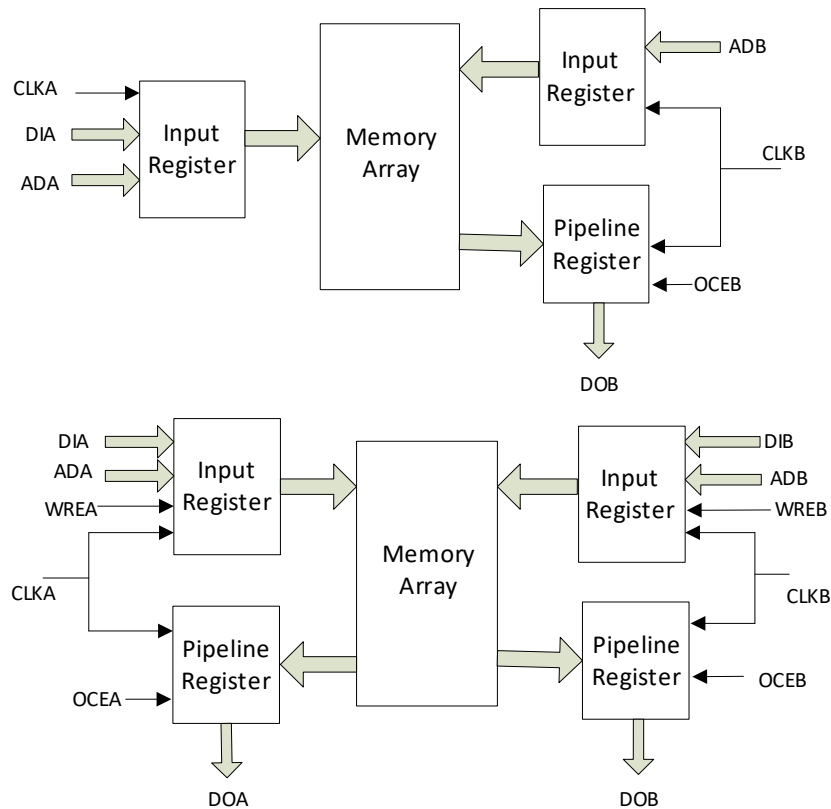 CLKA
DIA
ADA
Input
Register
Memory
Array
Input
Register
ADB
CLKB
Pipeline
Register
OCEB
DOB
DIA
ADA
WREA
CLKA
Input
Register
Memory
Array
Input
Register
DIB
ADB
WREB
CLKB
Pipeline
Register
OCEA
DOA
Pipeline
Register
OCEB
DOB